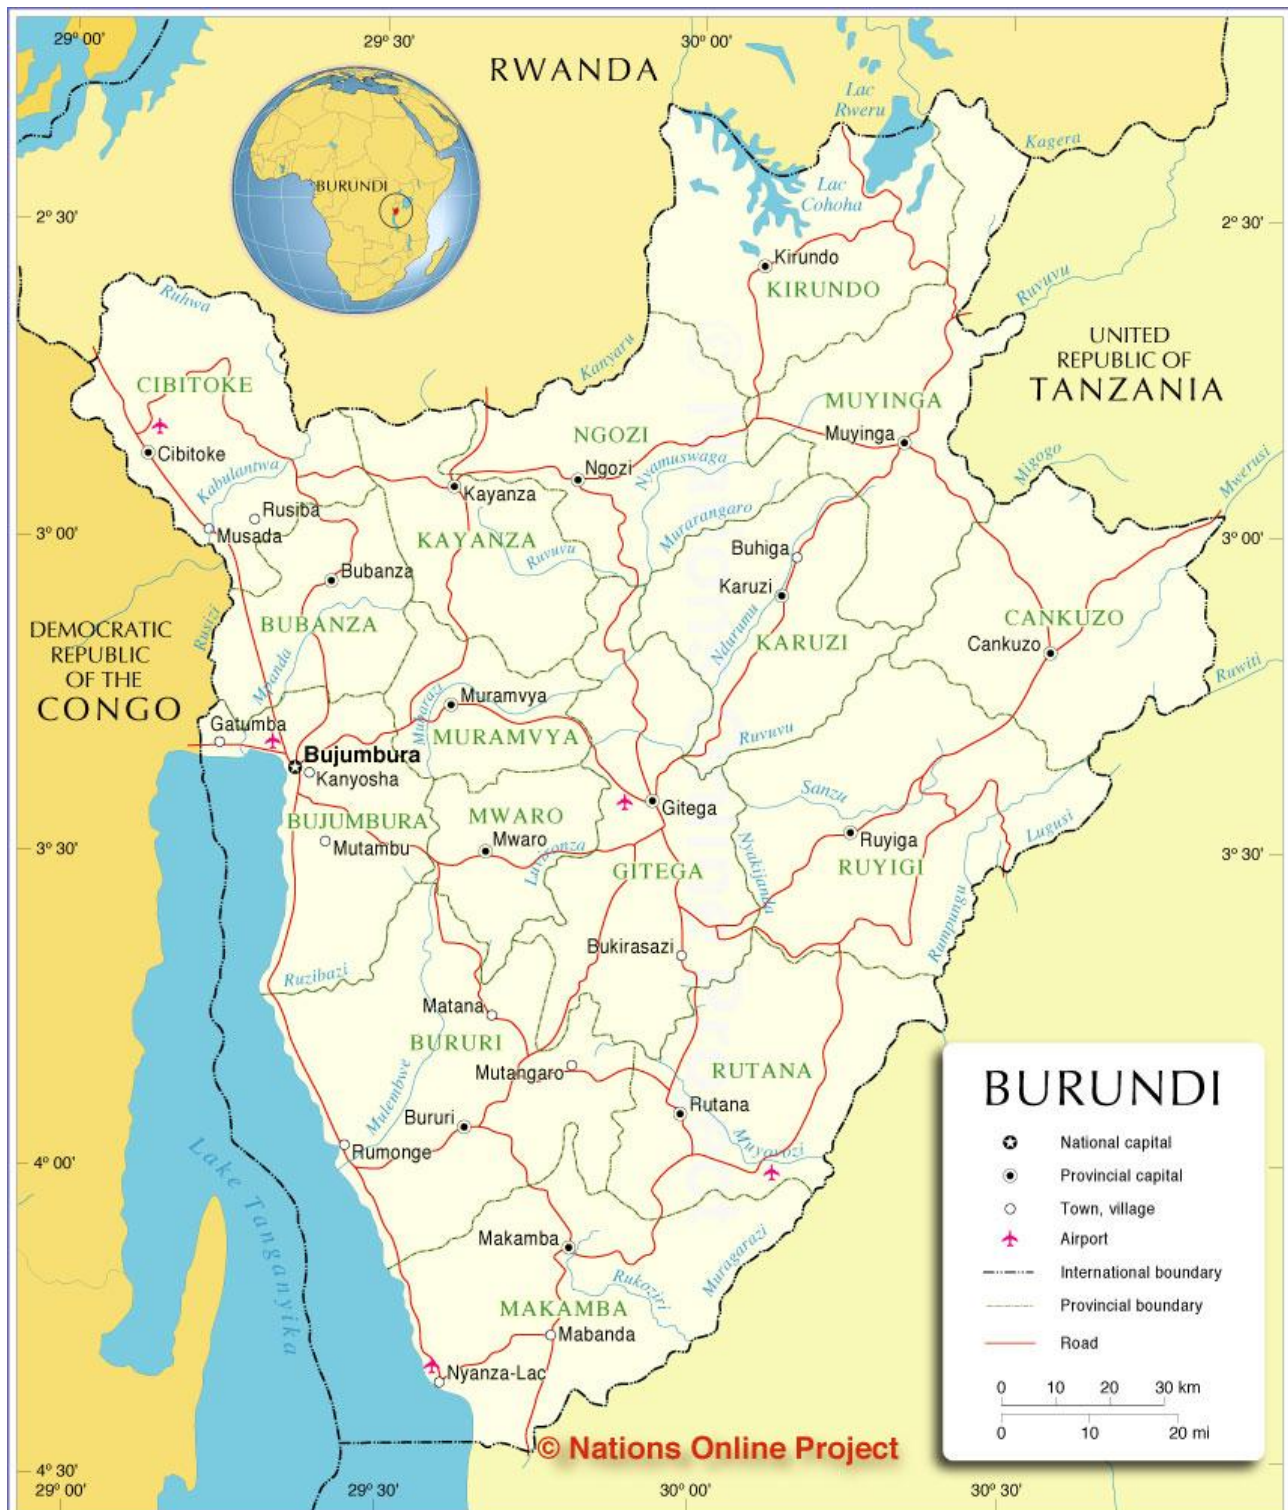 29° 00'
29° 30'
30° 00'
RWANDA
Lac
Rweru
Kagera
BURUNDI
Lac
Cohoha
2° 30'
2° 30'
Kirundo
KIRUNDO
Ruvuvu
Ruhwa
Kanyaru
UNITED
REPUBLIC OF
TANZANIA
CIBITOKE
MUYINGA
NGOZI
Muyinga
Cibitoke
Ngozi
Nyamuswaga
Migogo
Mwerusi
Kabulantwa
Kayanza
Rusiba
Musada
KAYANZA
Murarangaro
3° 00'
3° 00'
Ruvuvu
Buhiga
Bubanza
Karuzi
Rusizi
BUBANZA
Ndurumu
KARUZI
CANKUZO
Cankuzo
DEMOCRATIC
REPUBLIC
OF THE
CONGO
Mpanda
Ruwiti
Mubarazi
Muramvya
Gatumba
MURAMVYA
Ruvuvu
Bujumbura
Kanyosha
Sanzu
Gitega
BUJUMBURA
MWARO
Mutambu
Mwaro
Luvironza
Nyakijanda
Ruyiga
Lugusi
3° 30'
3° 30'
GITEGA
RUYIGI
Rumpungu
Bukirasazi
Ruzibazi
Matana
BURURI
Mutangaro
RUTANA
Mulembwe
Bururi
Rutana
Rumonge
Muyovozi
4° 00'
Lake Tanganyika
Makamba
Rukoziri
Muragarazi
MAKAMBA
Mabanda
Nyanza-Lac
BURUNDI
National capital
Provincial capital
Town, village
Airport
International boundary
Provincial boundary
Road
0 10 20 30 km
0 10 20 mi
© Nations Online Project
4° 30'
29° 00'
29° 30'
30° 00'
30° 30'